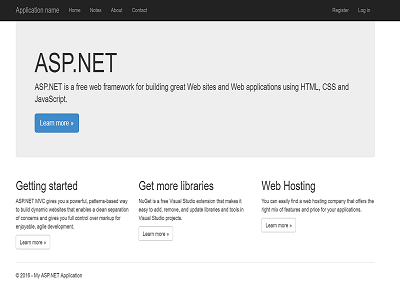 Application name Home Notes About Contact Register Log in
ASP.NET
ASP.NET is a free web framework for building great Web sites and Web applications using HTML, CSS and
JavaScript.
Learn more »
Getting started
ASP.NET MVC gives you a powerful, patterns-based way
to build dynamic websites that enables a clean separation
of concerns and gives you full control over markup for
enjoyable, agile development.
Learn more »
Get more libraries
NuGet is a free Visual Studio extension that makes it
easy to add, remove, and update libraries and tools in
Visual Studio projects.
Learn more »
Web Hosting
You can easily find a web hosting company that offers the
right mix of features and price for your applications.
Learn more »
© 2016 - My ASP.NET Application